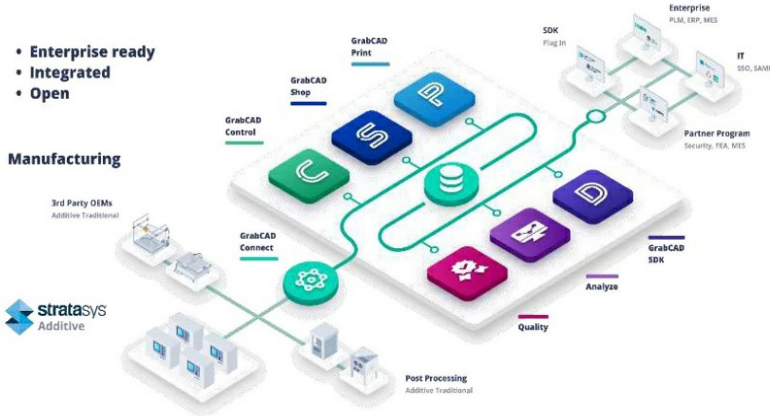 • Enterprise ready
• Integrated
• Open
Manufacturing
GrabCAD
Print
GrabCAD
Shop
GrabCAD
Control
SDK
Plug In
Enterprise
PLM, ERP, MES
IT
SSO, SAML
Partner Program
Security, FEA, MES
3rd Party OEMs
Additive Traditional
GrabCAD
Connect
stratasys
Additive
GrabCAD
SDK
Analyze
Quality
Post Processing
Additive Traditional